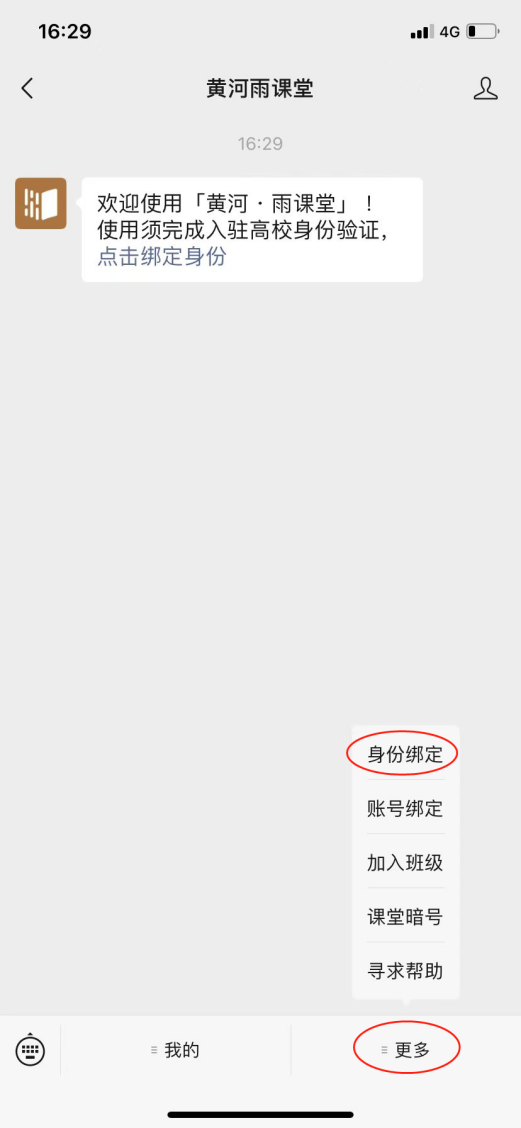 16:29
4G
黄河雨课堂
16:29
欢迎使用「黄河·雨课堂」！
使用须完成入驻高校身份验证，
点击绑定身份
身份绑定
账号绑定
加入班级
课堂暗号
寻求帮助
我的
更多